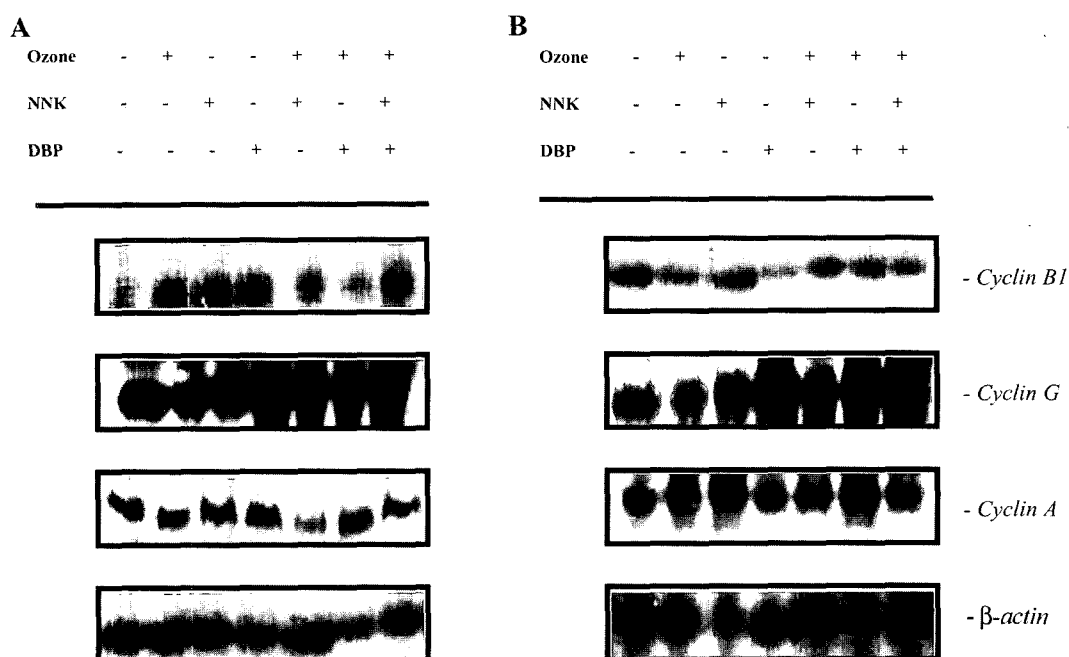 A
Ozone - + - - + + +
NNK - - + - + - +
DBP - - - + - + +
B
Ozone - + - - + + +
NNK - - + - + - +
DBP - - - + - + +
- Cyclin B1
- Cyclin G
- Cyclin A
- β-actin